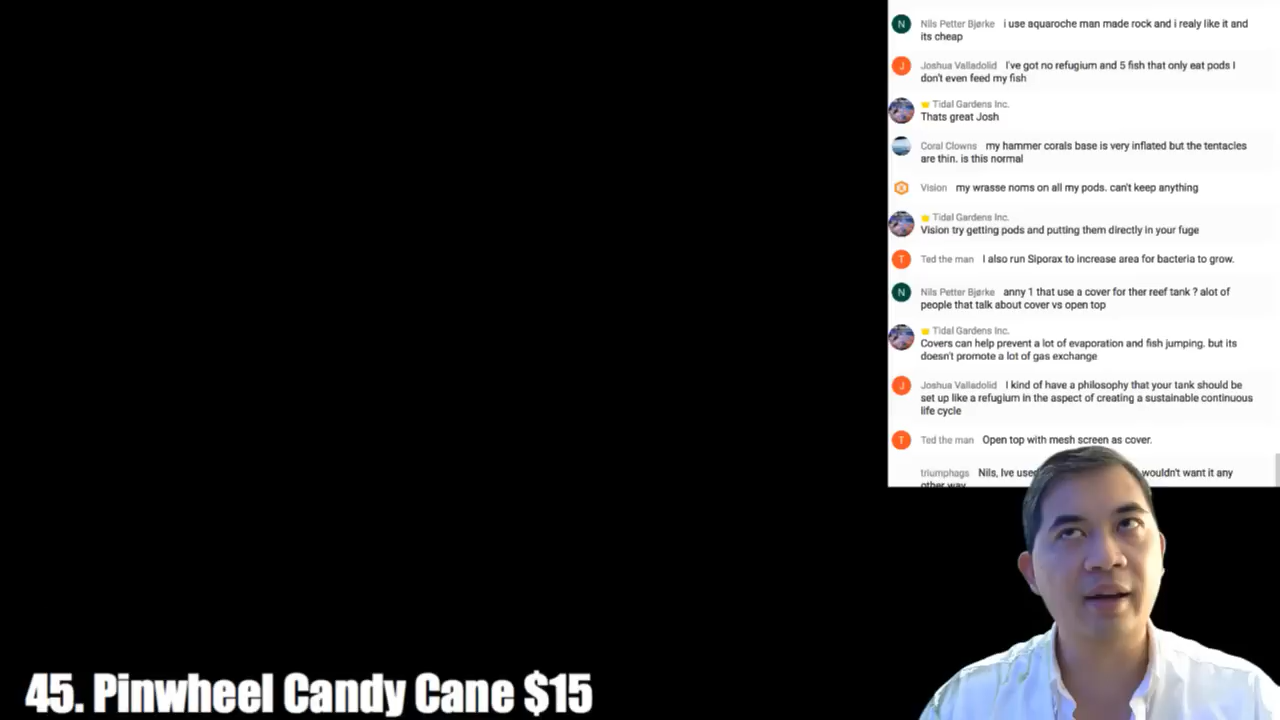 Nils Petter Bjørke i use aquaroche man made rock and i realy like it and
its cheap
Joshua Valladolid I've got no refugium and 5 fish that only eat pods I
don't even feed my fish
Tidal Gardens Inc.
Thats great Josh
Coral Clowns my hammer corals base is very inflated but the tentacles
are thin. is this normal
Vision my wrasse noms on all my pods. can't keep anything
Tidal Gardens Inc.
Vision try getting pods and putting them directly in your fuge
Ted the man I also run Siporax to increase area for bacteria to grow.
Nils Petter Bjørke anny 1 that use a cover for ther reef tank ? alot of
people that talk about cover vs open top
Tidal Gardens Inc.
Covers can help prevent a lot of evaporation and fish jumping. but its
doesn't promote a lot of gas exchange
Joshua Valladolid I kind of have a philosophy that your tank should be
set up like a refugium in the aspect of creating a sustainable continuous
life cycle
Ted the man Open top with mesh screen as cover.
triumphags Nils, Ive used wouldn't want it any
other way
45. Pinwheel Candy Cane $15